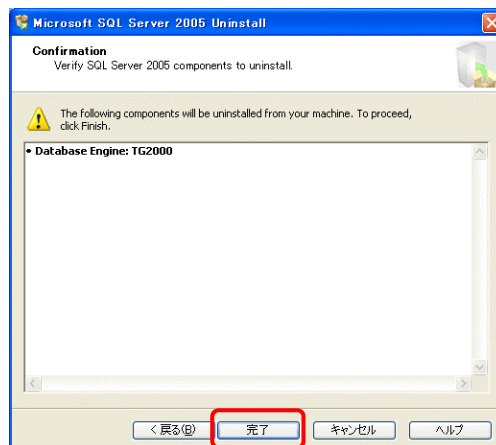 Microsoft SQL Server 2005 Uninstall
Confirmation
Verify SQL Server 2005 components to uninstall.
The following components will be uninstalled from your machine. To proceed,
click Finish.
• Database Engine: TG2000
< 戻る(B) 完了 キャンセル ヘルプ